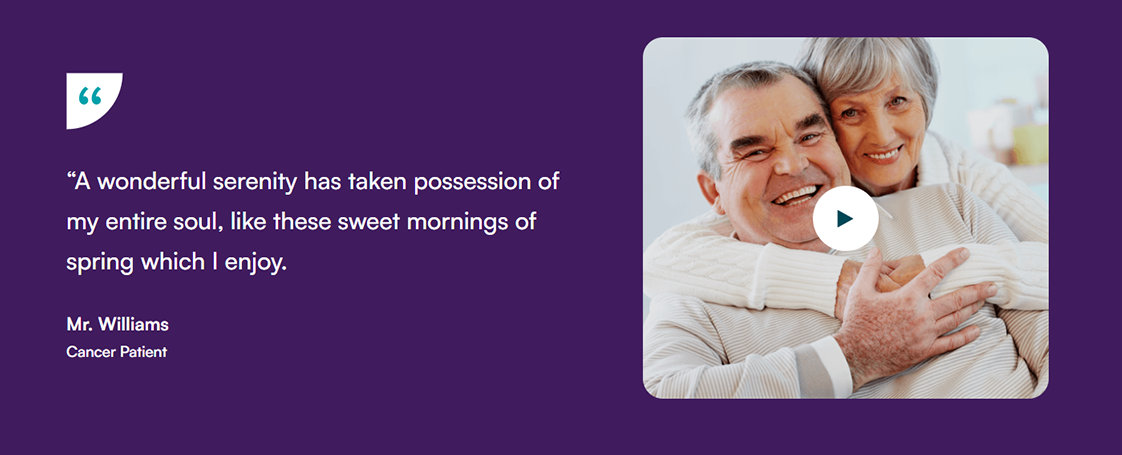 “A wonderful serenity has taken possession of
my entire soul, like these sweet mornings of
spring which I enjoy.
Mr. Williams
Cancer Patient